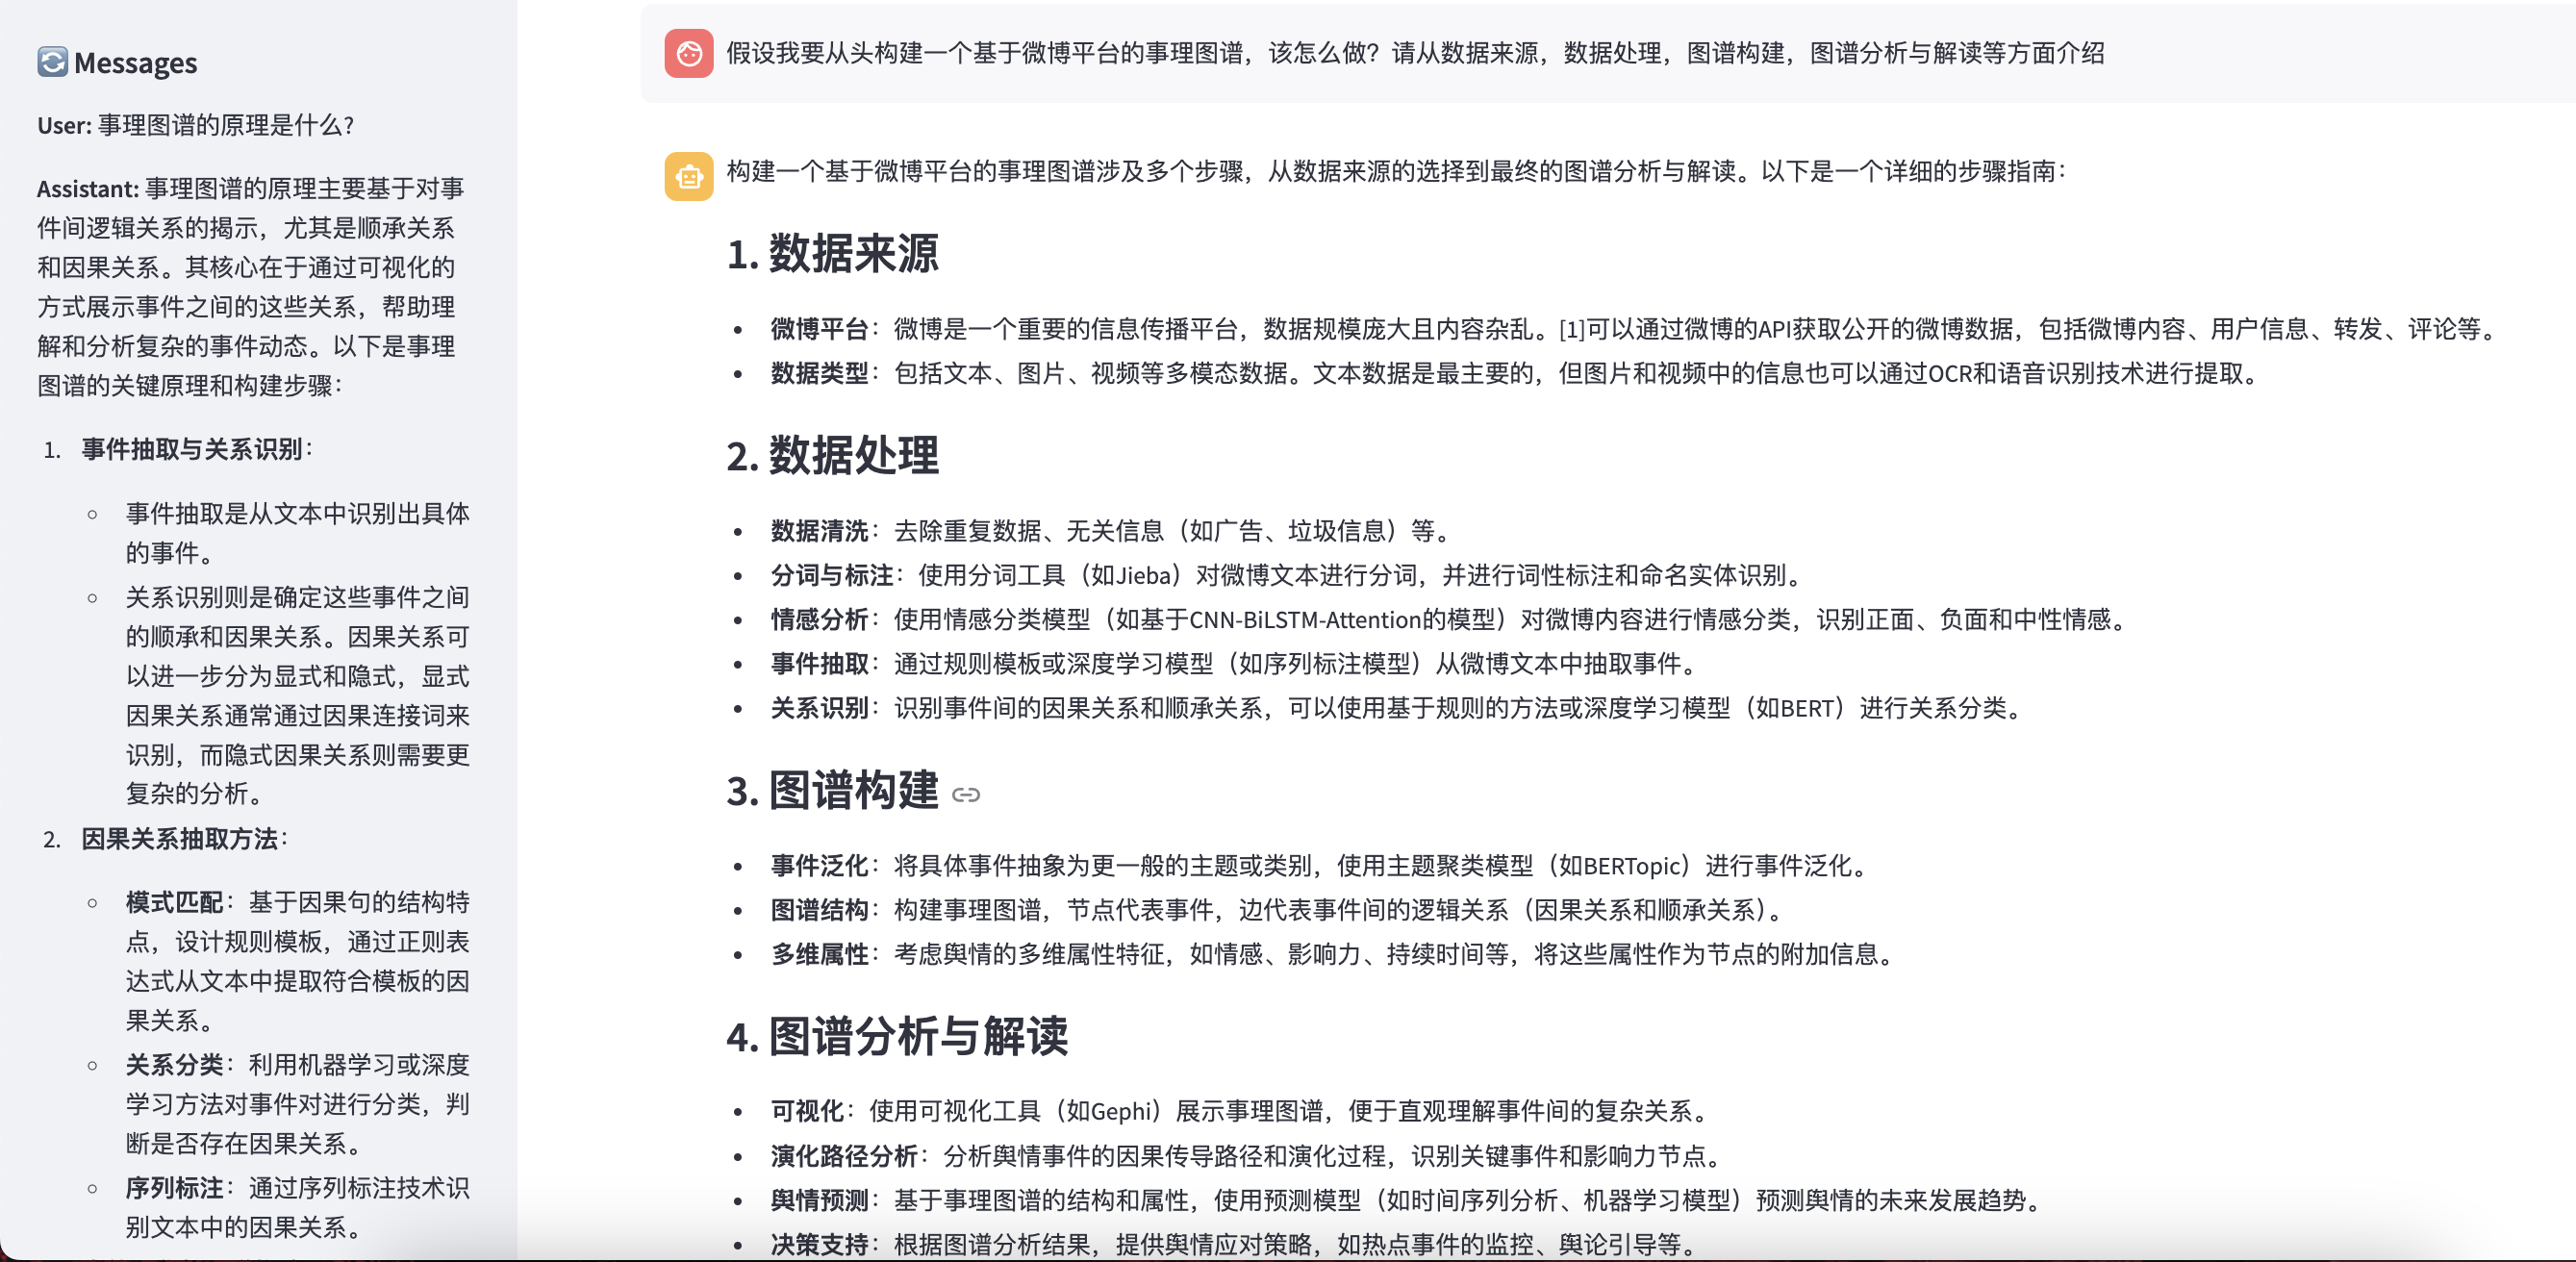 Messages
User: 事理图谱的原理是什么?
Assistant: 事理图谱的原理主要基于对事
件间逻辑关系的揭示，尤其是顺承关系
和因果关系。其核心在于通过可视化的
方式展示事件之间的这些关系，帮助理
解和分析复杂的事件动态。以下是事理
图谱的关键原理和构建步骤：
1. 事件抽取与关系识别：
事件抽取是从文本中识别出具体
的事件。
关系识别则是确定这些事件之间
的顺承和因果关系。因果关系可
以进一步分为显式和隐式，显式
因果关系通常通过因果连接词来
识别，而隐式因果关系则需要更
复杂的分析。
2. 因果关系抽取方法：
模式匹配：基于因果句的结构特
点，设计规则模板，通过正则表
达式从文本中提取符合模板的因
果关系。
关系分类：利用机器学习或深度
学习方法对事件对进行分类，判
断是否存在因果关系。
序列标注：通过序列标注技术识
别文本中的因果关系。
假设我要从头构建一个基于微博平台的事理图谱，该怎么做？请从数据来源，数据处理，图谱构建，图谱分析与解读等方面介绍
构建一个基于微博平台的事理图谱涉及多个步骤，从数据来源的选择到最终的图谱分析与解读。以下是一个详细的步骤指南：
1. 数据来源
• 微博平台：微博是一个重要的信息传播平台，数据规模庞大且内容杂乱。[1]可以通过微博的API获取公开的微博数据，包括微博内容、用户信息、转发、评论等。
• 数据类型：包括文本、图片、视频等多模态数据。文本数据是最主要的，但图片和视频中的信息也可以通过OCR和语音识别技术进行提取。
2. 数据处理
• 数据清洗：去除重复数据、无关信息（如广告、垃圾信息）等。
• 分词与标注：使用分词工具（如Jieba）对微博文本进行分词，并进行词性标注和命名实体识别。
• 情感分析：使用情感分类模型（如基于CNN-BiLSTM-Attention的模型）对微博内容进行情感分类，识别正面、负面和中性情感。
• 事件抽取：通过规则模板或深度学习模型（如序列标注模型）从微博文本中抽取事件。
• 关系识别：识别事件间的因果关系和顺承关系，可以使用基于规则的方法或深度学习模型（如BERT）进行关系分类。
3. 图谱构建
• 事件泛化：将具体事件抽象为更一般的主题或类别，使用主题聚类模型（如BERTopic）进行事件泛化。
• 图谱结构：构建事理图谱，节点代表事件，边代表事件间的逻辑关系（因果关系和顺承关系）。
• 多维属性：考虑舆情的多维属性特征，如情感、影响力、持续时间等，将这些属性作为节点的附加信息。
4. 图谱分析与解读
• 可视化：使用可视化工具（如Gephi）展示事理图谱，便于直观理解事件间的复杂关系。
• 演化路径分析：分析舆情事件的因果传导路径和演化过程，识别关键事件和影响力节点。
• 舆情预测：基于事理图谱的结构和属性，使用预测模型（如时间序列分析、机器学习模型）预测舆情的未来发展趋势。
• 决策支持：根据图谱分析结果，提供舆情应对策略，如热点事件的监控、舆论引导等。